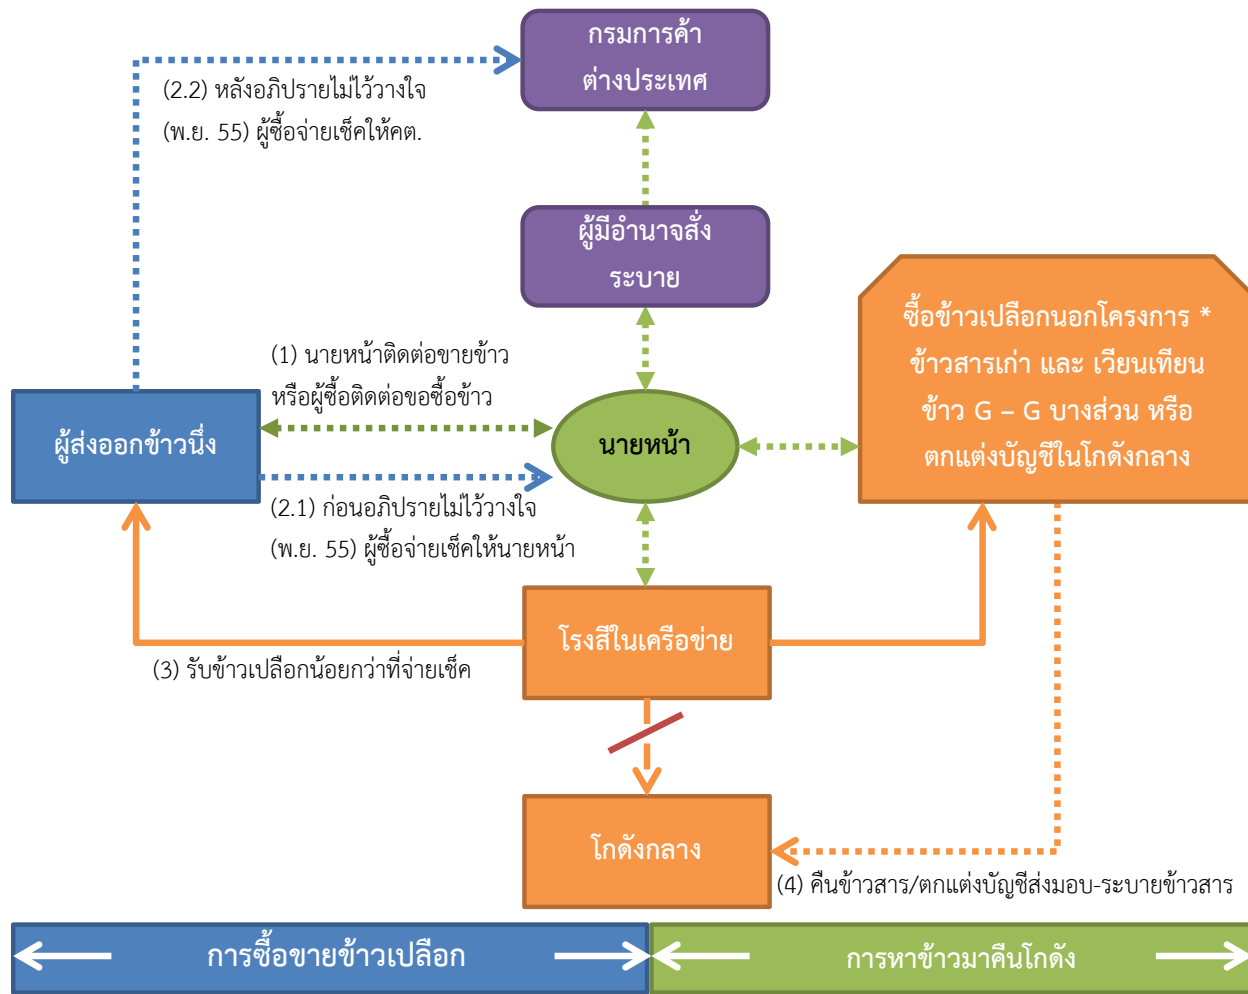 กรมการค้า
ต่างประเทศ
(2.2) หลังอภิปรายไม่ไว้วางใจ
(พ.ย. 55) ผู้ซื้อจ่ายเช็คให้คต.
ผู้มีอำนาจสั่ง
ระบาย
ซื้อข้าวเปลือกนอกโครงการ *
ข้าวสารเก่า และ เวียนเทียน
ข้าว G – G บางส่วน หรือ
ตกแต่งบัญชีในโกดังกลาง
(1) นายหน้าติดต่อขายข้าว
หรือผู้ซื้อติดต่อขอซื้อข้าว
ผู้ส่งออกข้าวนึ่ง
นายหน้า
(2.1) ก่อนอภิปรายไม่ไว้วางใจ
(พ.ย. 55) ผู้ซื้อจ่ายเช็คให้นายหน้า
โรงสีในเครือข่าย
(3) รับข้าวเปลือกน้อยกว่าที่จ่ายเช็ค
โกดังกลาง
(4) คืนข้าวสาร/ตกแต่งบัญชีส่งมอบ-ระบายข้าวสาร
การซื้อขายข้าวเปลือก
การหาข้าวมาคืนโกดัง